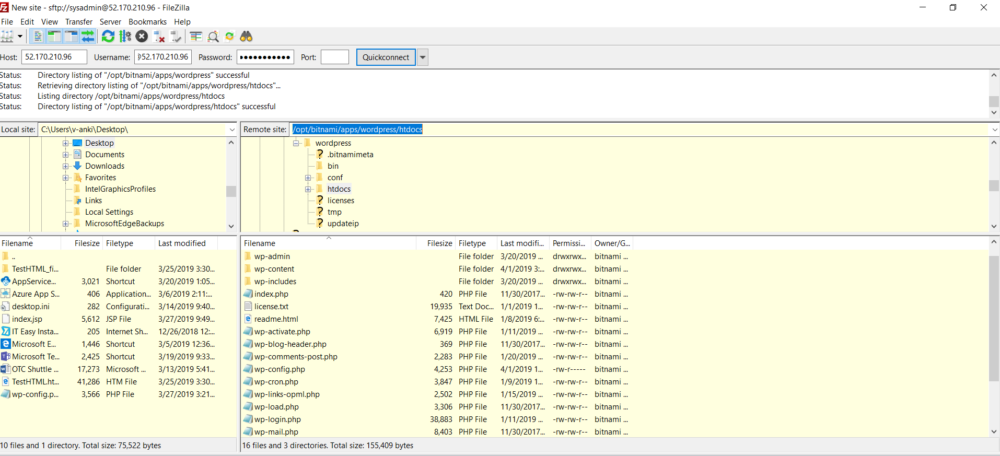 New site - sftp://sysadmin@52.170.210.96 - FileZilla
File Edit View Transfer Server Bookmarks Help
Host: 52.170.210.96 Username: 52.170.210.96 Password: ●●●●●●●●●●● Port: Quickconnect
Status: Directory listing of "/opt/bitnami/apps/wordpress" successful
Status: Retrieving directory listing of "/opt/bitnami/apps/wordpress/htdocs"...
Status: Listing directory /opt/bitnami/apps/wordpress/htdocs
Status: Directory listing of "/opt/bitnami/apps/wordpress/htdocs" successful
Local site: C:\Users\v-anki\Desktop\
Desktop
Documents
Downloads
Favorites
IntelGraphicsProfiles
Links
Local Settings
MicrosoftEdgeBackups
Remote site: /opt/bitnami/apps/wordpress/htdocs
wordpress
? .bitnamimeta
bin
conf
htdocs
? licenses
? tmp
? updateip
Filename Filesize Filetype Last modified
..
TestHTML_fi... File folder 3/25/2019 3:30...
AppService... 3,021 Shortcut 3/20/2019 1:05...
Azure App S... 406 Application... 3/6/2019 2:11:...
desktop.ini 282 Configurati... 3/14/2019 9:40...
index.jsp 5,612 JSP File 3/27/2019 9:49...
IT Easy Insta... 205 Internet Sh... 12/26/2018 12:...
Microsoft E... 1,446 Shortcut 3/5/2019 12:36...
Microsoft Te... 2,425 Shortcut 3/19/2019 9:33...
OTC Shuttle ... 17,273 Microsoft ... 3/13/2019 5:41...
TestHTML.ht... 41,286 HTM File 3/25/2019 3:30...
wp-config.p... 3,566 PHP File 3/27/2019 3:21...
10 files and 1 directory. Total size: 75,522 bytes
Filename Filesize Filetype Last modifi... Permissi... Owner/G...
wp-admin File folder 3/20/2019 ... drwxrwx... bitnami ...
wp-content File folder 4/1/2019 3:... drwxrwx... bitnami ...
wp-includes File folder 3/20/2019 ... drwxrwx... bitnami ...
index.php 420 PHP File 11/30/2017... -rw-rw-r-- bitnami ...
license.txt 19,935 Text Doc... 1/1/2019 1... -rw-rw-r-- bitnami ...
readme.html 7,425 HTML File 1/8/2019 6:... -rw-rw-r-- bitnami ...
wp-activate.php 6,919 PHP File 1/11/2019 ... -rw-rw-r-- bitnami ...
wp-blog-header.php 369 PHP File 11/30/2017... -rw-rw-r-- bitnami ...
wp-comments-post.php 2,283 PHP File 1/20/2019 ... -rw-rw-r-- bitnami ...
wp-config.php 4,253 PHP File 4/1/2019 1... -rw-r----- bitnami ...
wp-cron.php 3,847 PHP File 1/9/2019 1... -rw-rw-r-- bitnami ...
wp-links-opml.php 2,502 PHP File 1/15/2019 ... -rw-rw-r-- bitnami ...
wp-load.php 3,306 PHP File 11/30/2017... -rw-rw-r-- bitnami ...
wp-login.php 38,883 PHP File 1/11/2019 ... -rw-rw-r-- bitnami ...
wp-mail.php 8,403 PHP File 11/30/2017... -rw-rw-r-- bitnami ...
16 files and 3 directories. Total size: 155,409 bytes